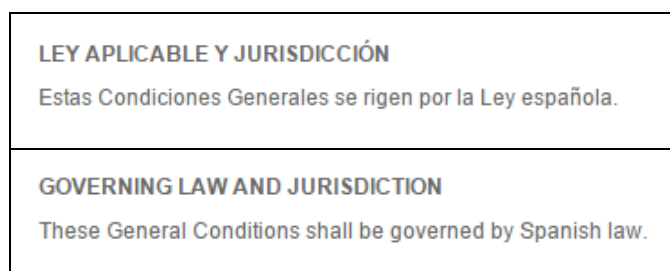 LEY APLICABLE Y JURISDICCIÓN
Estas Condiciones Generales se rigen por la Ley española.
GOVERNING LAW AND JURISDICTION
These General Conditions shall be governed by Spanish law.